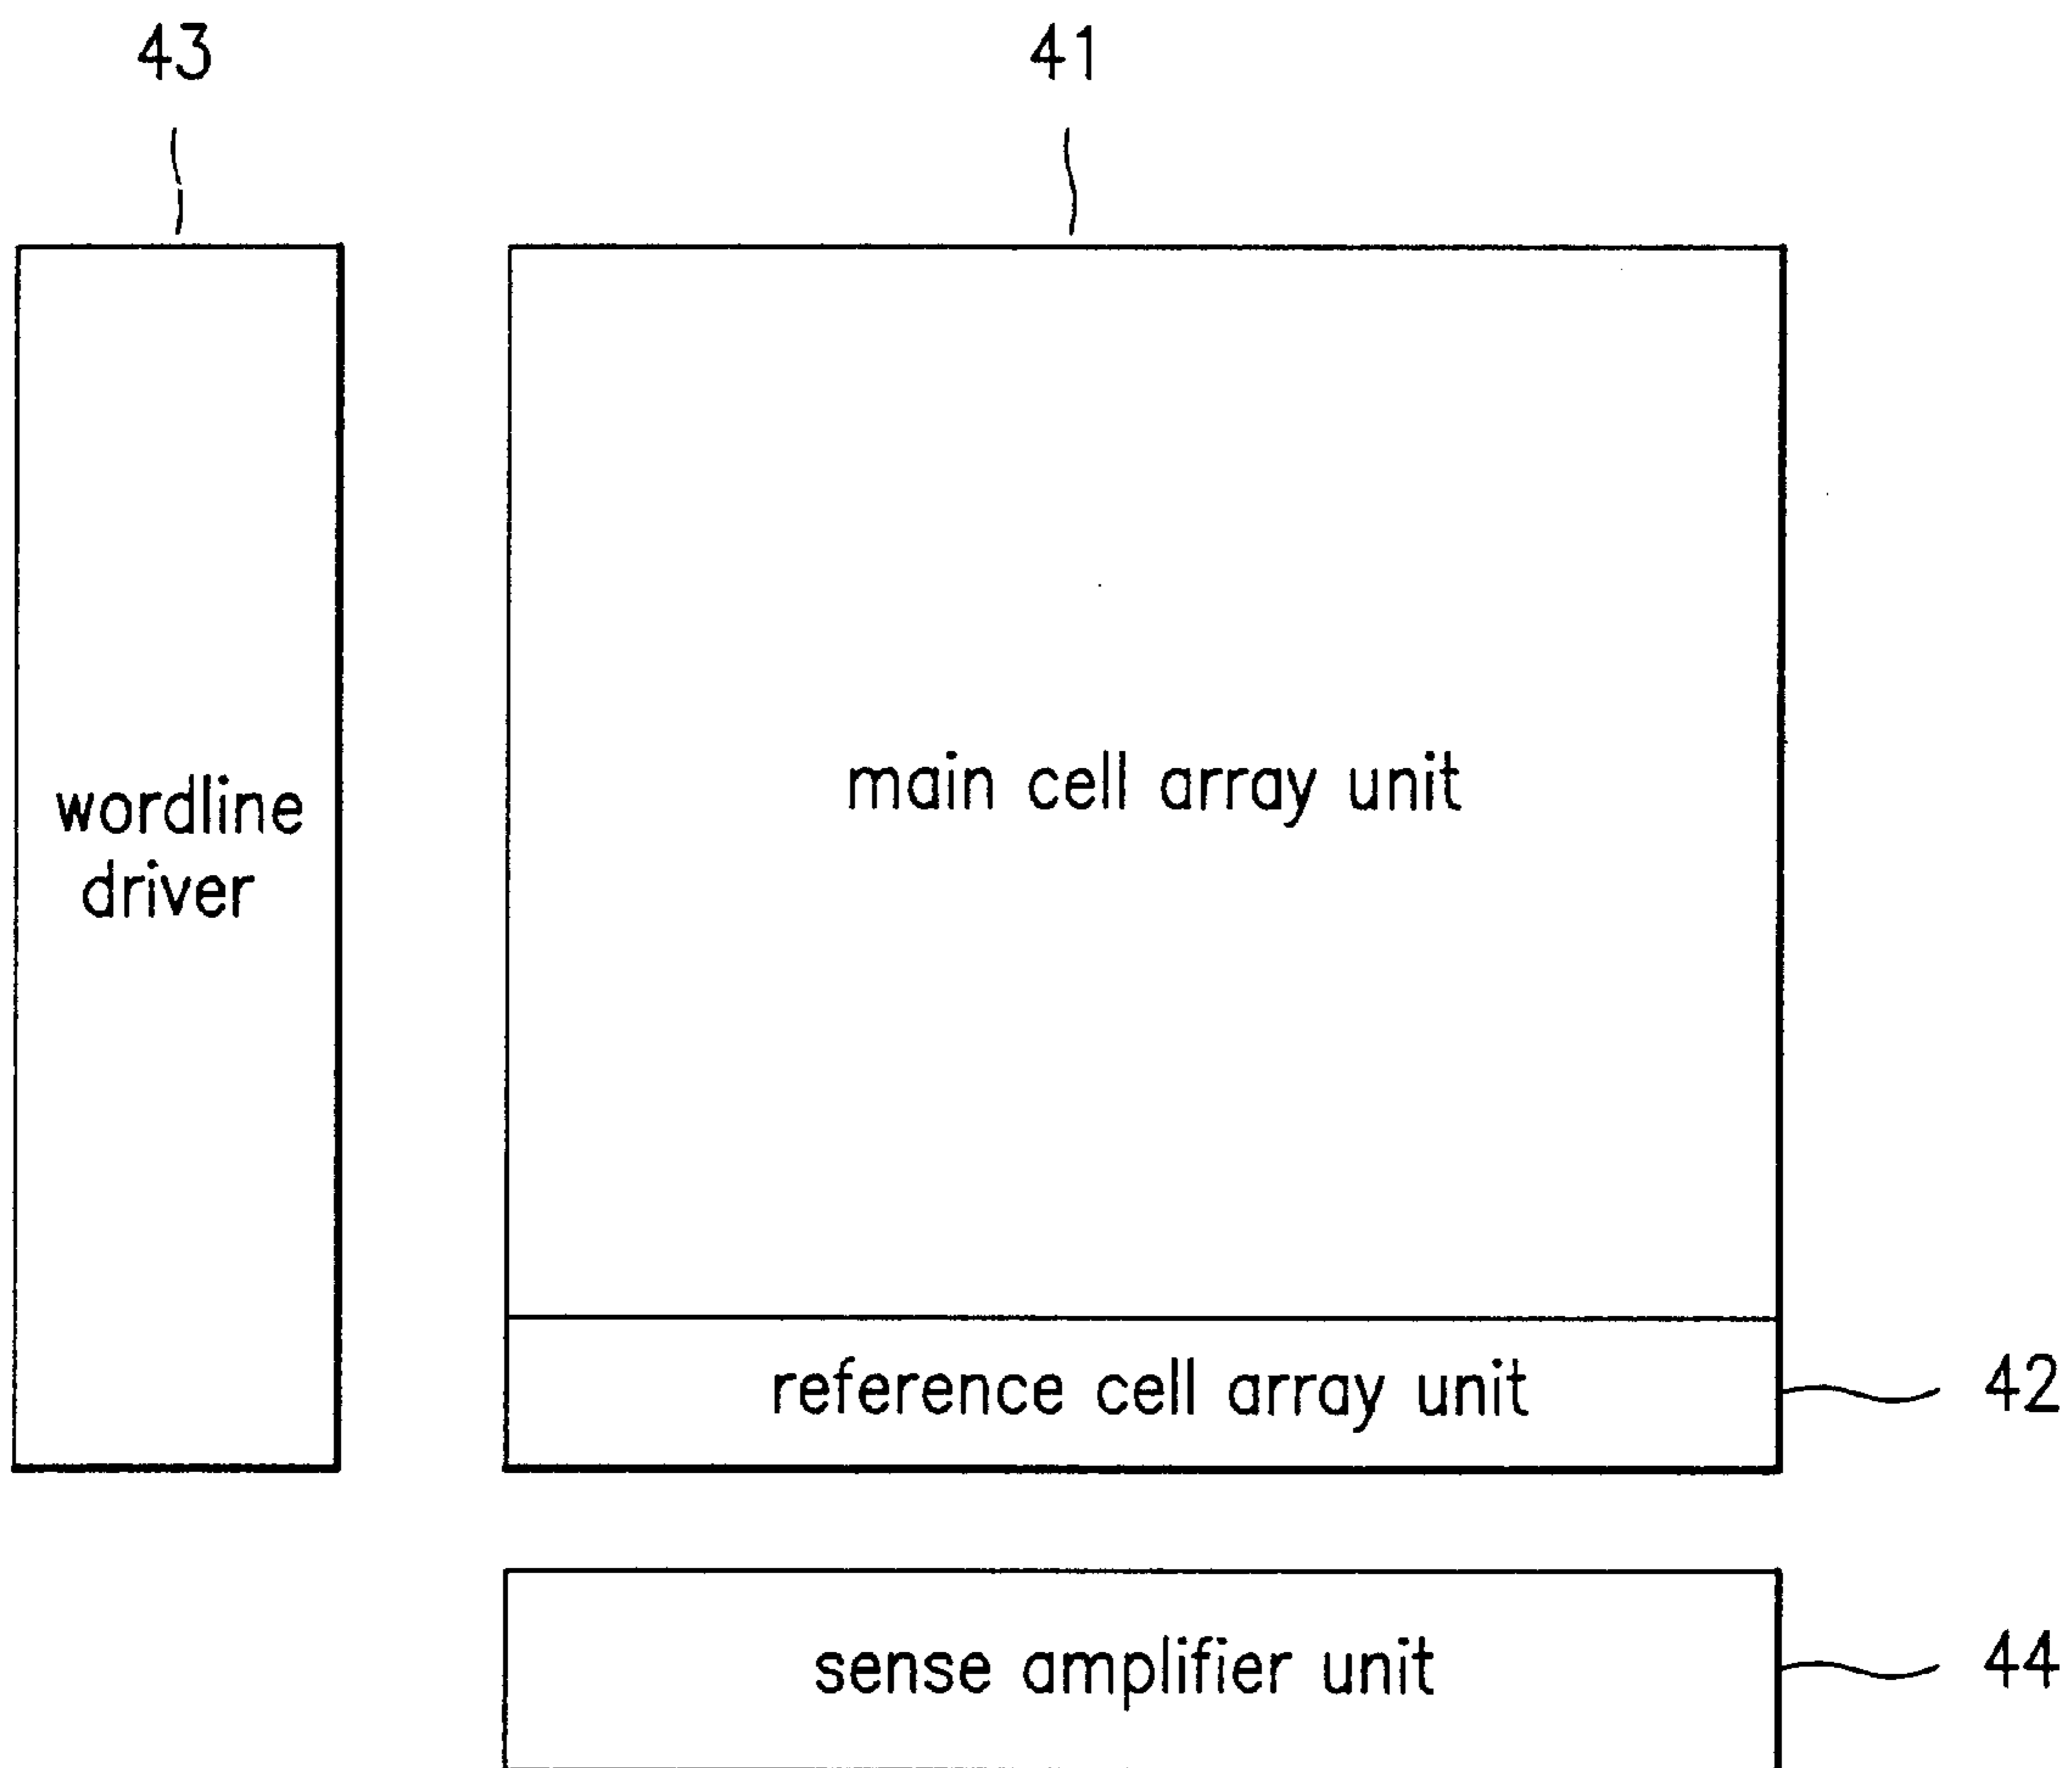 43
41
wordline
driver
main cell array unit
reference cell array unit
42
sense amplifier unit
44